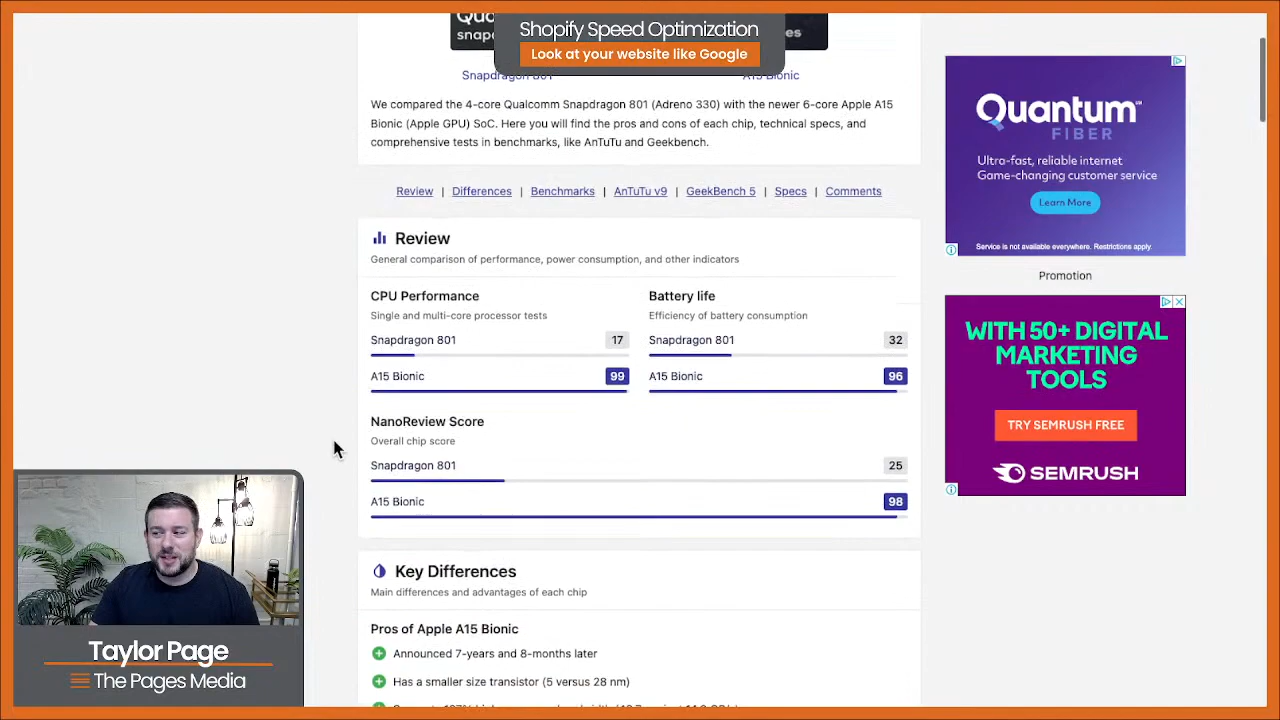 Shopify Speed Optimization
Look at your website like Google
Snapdragon 801
A15 Bionic
We compared the 4-core Qualcomm Snapdragon 801 (Adreno 330) with the newer 6-core Apple A15
Bionic (Apple GPU) SoC. Here you will find the pros and cons of each chip, technical specs, and
comprehensive tests in benchmarks, like AnTuTu and Geekbench.
Review | Differences | Benchmarks | AnTuTu v9 | GeekBench 5 | Specs | Comments
Review
General comparison of performance, power consumption, and other indicators
CPU Performance
Single and multi-core processor tests
Snapdragon 801 17
A15 Bionic 99
Battery life
Efficiency of battery consumption
Snapdragon 801 32
A15 Bionic 96
NanoReview Score
Overall chip score
Snapdragon 801 25
A15 Bionic 98
Key Differences
Main differences and advantages of each chip
Pros of Apple A15 Bionic
Announced 7-years and 8-months later
Has a smaller size transistor (5 versus 28 nm)
Quantum
FIBER
Ultra-fast, reliable internet
Game-changing customer service
Learn More
Service is not available everywhere. Restrictions apply.
Promotion
WITH 50+ DIGITAL
MARKETING
TOOLS
TRY SEMRUSH FREE
SEMRUSH
Taylor Page
The Pages Media